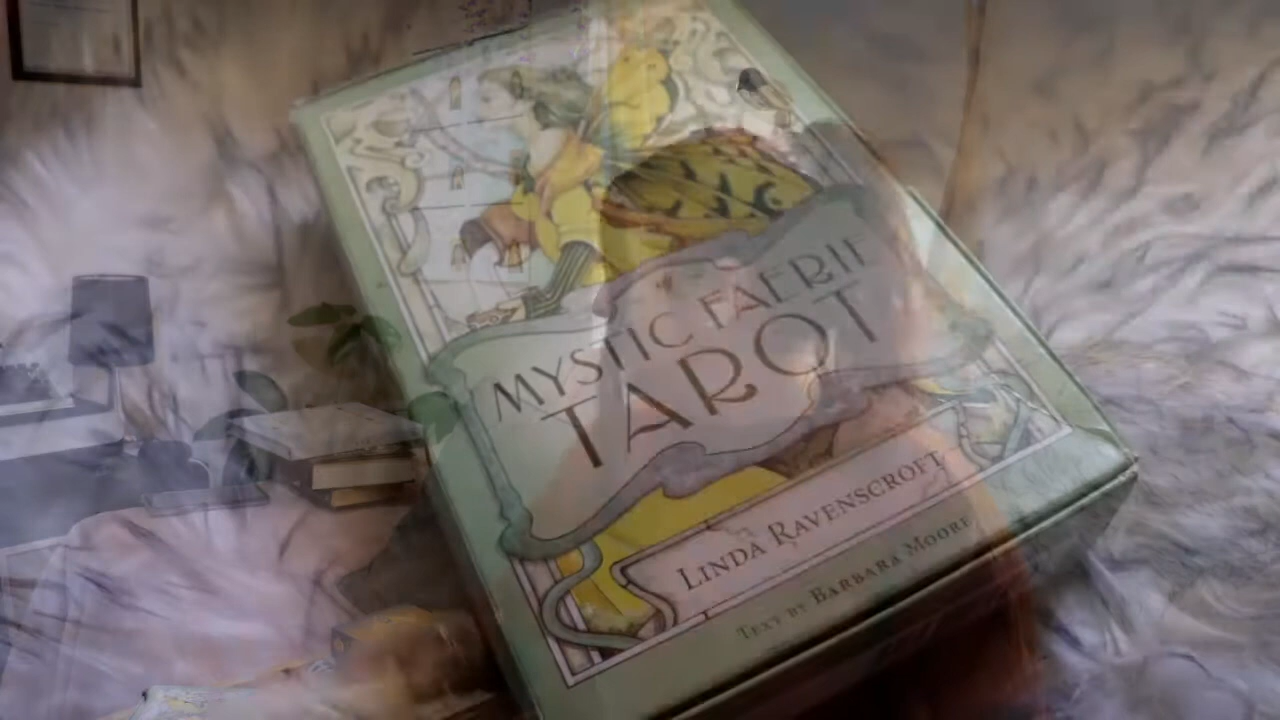 MYSTIC FAERIE
TAROT
LINDA RAVENSCROFT
TEXT BY BARBARA MOORE